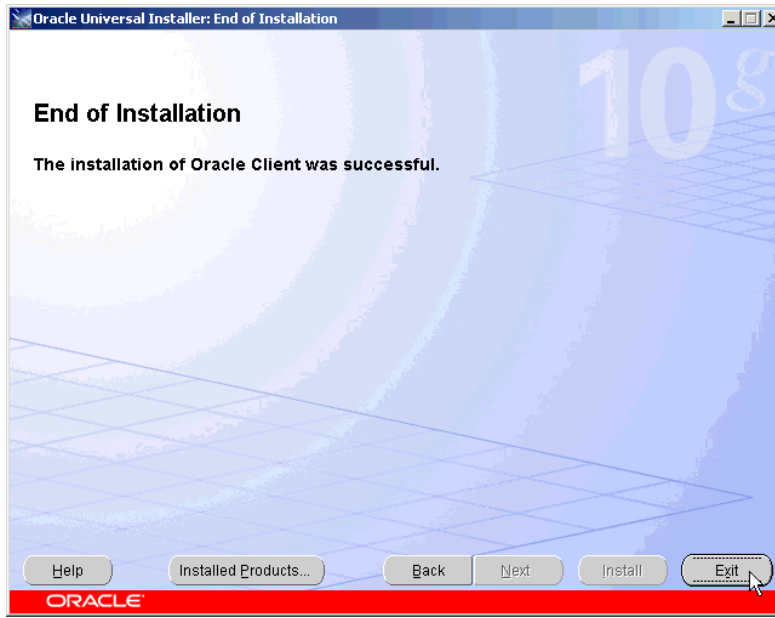 Oracle Universal Installer: End of Installation
10g
End of Installation
The installation of Oracle Client was successful.
Help
Installed Products...
Back
Next
Install
Exit
ORACLE